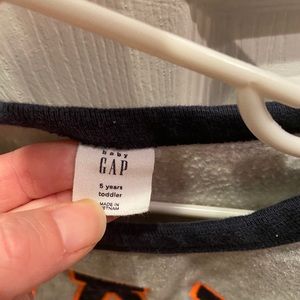 baby
GAP
5 years
toddler
MADE IN
VIETNAM